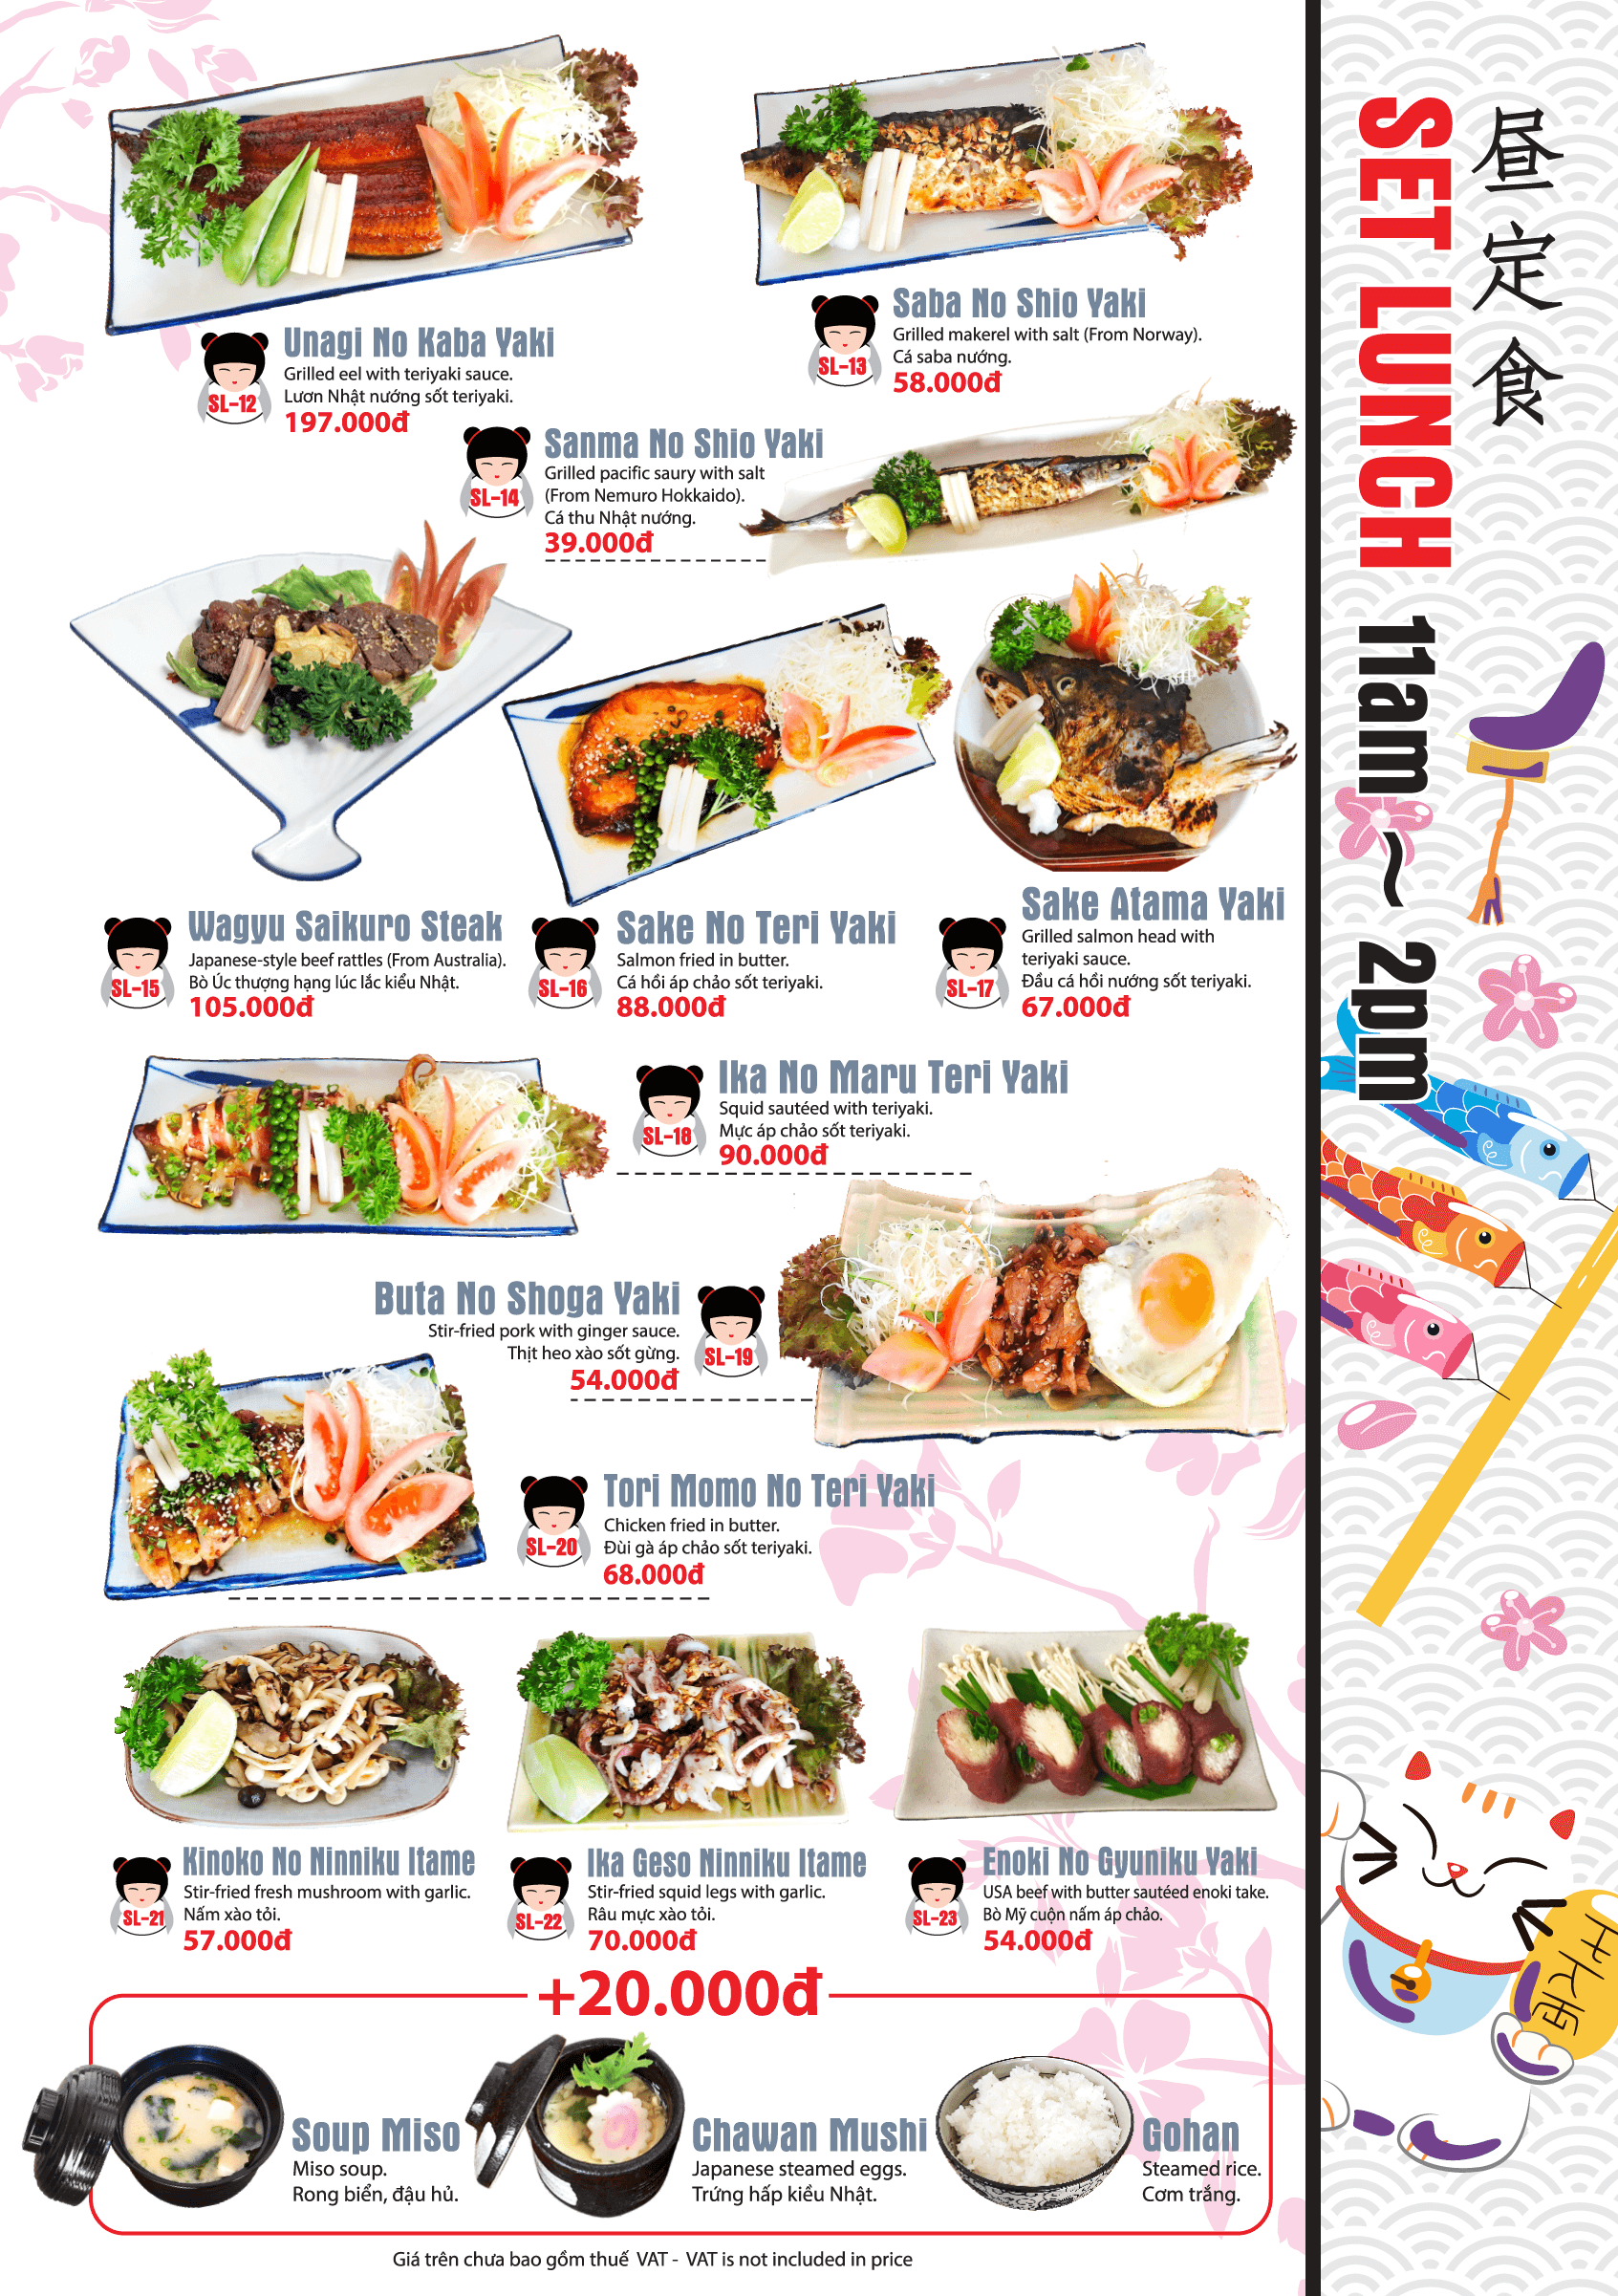 昼定食
SET LUNCH 11am ~ 2pm
SL-12
Unagi No Kaba Yaki
Grilled eel with teriyaki sauce.
Lươn Nhật nướng sốt teriyaki.
197.000đ
SL-13
Saba No Shio Yaki
Grilled makerel with salt (From Norway).
Cá saba nướng.
58.000đ
SL-14
Sanma No Shio Yaki
Grilled pacific saury with salt
(From Nemuro Hokkaido).
Cá thu Nhật nướng.
39.000đ
SL-15
Wagyu Saikuro Steak
Japanese-style beef rattles (From Australia).
Bò Úc thượng hạng lúc lắc kiểu Nhật.
105.000đ
SL-16
Sake No Teri Yaki
Salmon fried in butter.
Cá hồi áp chảo sốt teriyaki.
88.000đ
SL-17
Sake Atama Yaki
Grilled salmon head with
teriyaki sauce.
Đầu cá hồi nướng sốt teriyaki.
67.000đ
SL-18
Ika No Maru Teri Yaki
Squid sautéed with teriyaki.
Mực áp chảo sốt teriyaki.
90.000đ
Buta No Shoga Yaki
Stir-fried pork with ginger sauce.
Thịt heo xào sốt gừng.
54.000đ
SL-19
SL-20
Tori Momo No Teri Yaki
Chicken fried in butter.
Đùi gà áp chảo sốt teriyaki.
68.000đ
SL-21
Kinoko No Ninniku Itame
Stir-fried fresh mushroom with garlic.
Nấm xào tỏi.
57.000đ
SL-22
Ika Geso Ninniku Itame
Stir-fried squid legs with garlic.
Râu mực xào tỏi.
70.000đ
SL-23
Enoki No Gyuniku Yaki
USA beef with butter sautéed enoki take.
Bò Mỹ cuộn nấm áp chảo.
54.000đ
+20.000đ
Soup Miso
Miso soup.
Rong biển, đậu hủ.
Chawan Mushi
Japanese steamed eggs.
Trứng hấp kiểu Nhật.
Gohan
Steamed rice.
Cơm trắng.
Giá trên chưa bao gồm thuế VAT - VAT is not included in price